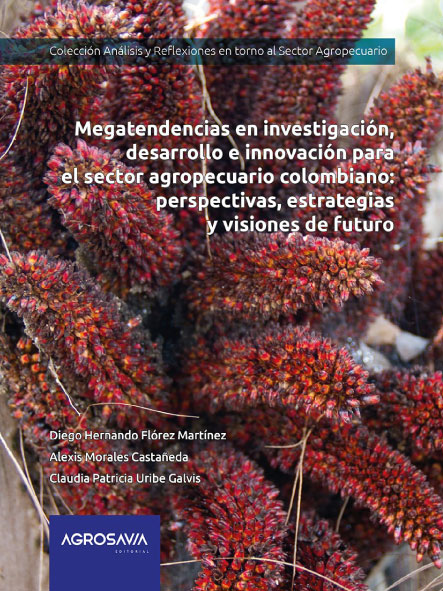 Colección Análisis y Reflexiones en torno al Sector Agropecuario
Megatendencias en investigación,
desarrollo e innovación para
el sector agropecuario colombiano:
perspectivas, estrategias
y visiones de futuro
Diego Hernando Flórez Martínez
Alexis Morales Castañeda
Claudia Patricia Uribe Galvis
AGROSAVIA
EDITORIAL